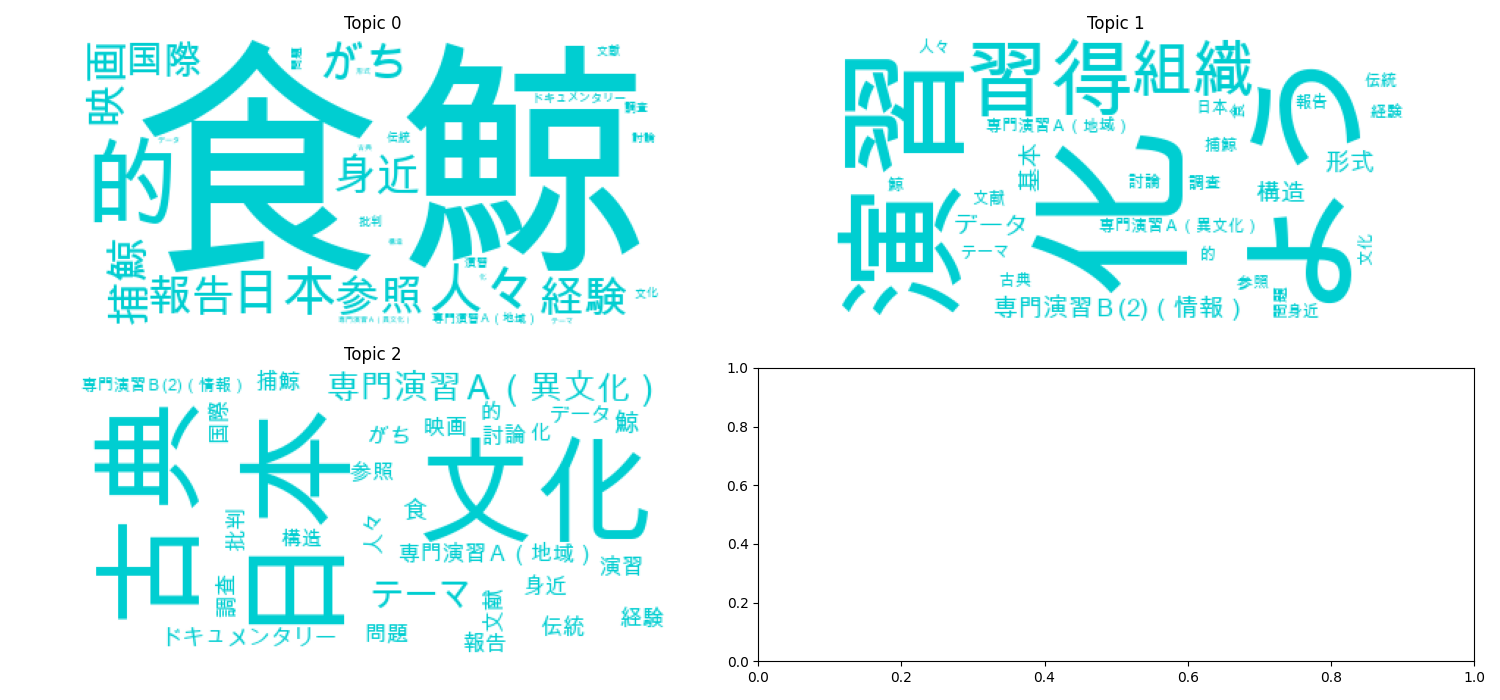 Topic 0
食
鯨
的
国際
映画
がち
問題
文献
形式
ドキュメンタリー
調査
討論
データ
伝統
古典
身近
批判
構造
捕鯨
報告
日本
参照
人々
経験
演習
化
文化
専門演習A(異文化)
専門演習A(地域)
テーマ
Topic 1
人々
習得
組織
演習
よう
化
伝統
報告
経験
日本
専門演習A(地域)
捕鯨
形式
基本
討論
調査
鯨
文献
構造
データ
専門演習A(異文化)
テーマ
的
文化
古典
参照
身近
専門演習B(2)(情報)
Topic 2
専門演習B(2)(情報)
捕鯨
専門演習A(異文化)
古典
国際
日本
がち
映画
的
討論
化
データ
鯨
参照
文化
食
批判
人々
構造
専門演習A(地域)
演習
調査
テーマ
文献
身近
ドキュメンタリー
問題
報告
伝統
経験
1.0
0.8
0.6
0.4
0.2
0.0
0.0
0.2
0.4
0.6
0.8
1.0